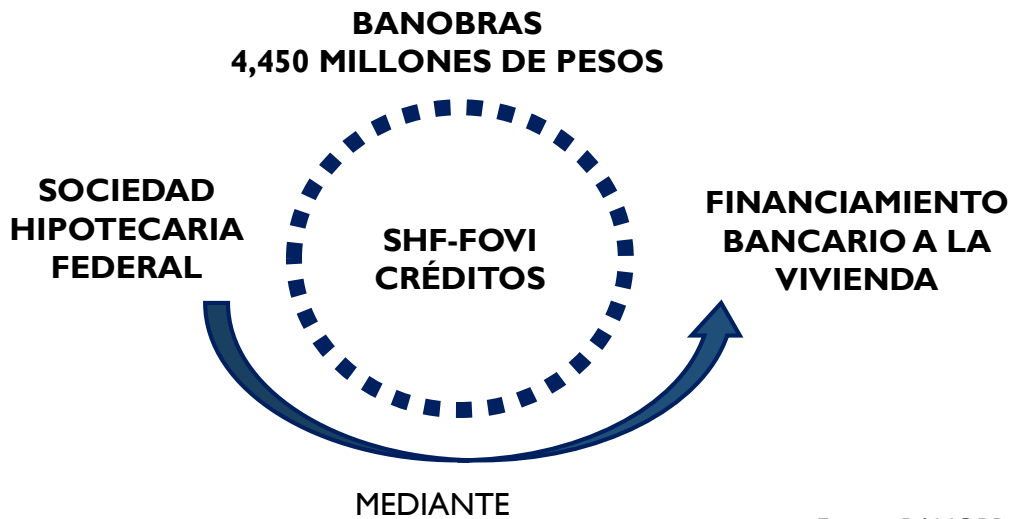 BANOBRAS
4,450 MILLONES DE PESOS
SOCIEDAD
HIPOTECARIA
FEDERAL
SHF-FOVI
CRÉDITOS
FINANCIAMIENTO
BANCARIO A LA
VIVIENDA
MEDIANTE